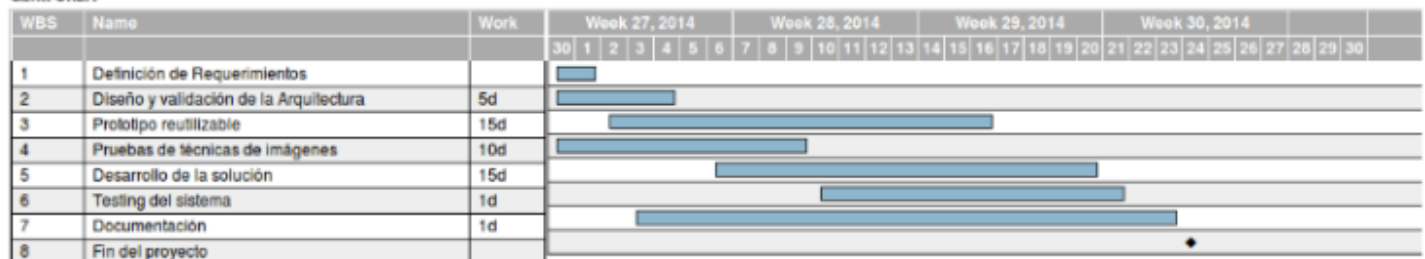 WBS Name Work Week 27, 2014 Week 28, 2014 Week 29, 2014 Week 30, 2014
30 1 2 3 4 5 6 7 8 9 10 11 12 13 14 15 16 17 18 19 20 21 22 23 24 25 26 27 28 29 30
1 Definición de Requerimientos
2 Diseño y validación de la Arquitectura 5d
3 Prototipo reutilizable 15d
4 Pruebas de técnicas de imágenes 10d
5 Desarrollo de la solución 15d
6 Testing del sistema 1d
7 Documentación 1d
8 Fin del proyecto